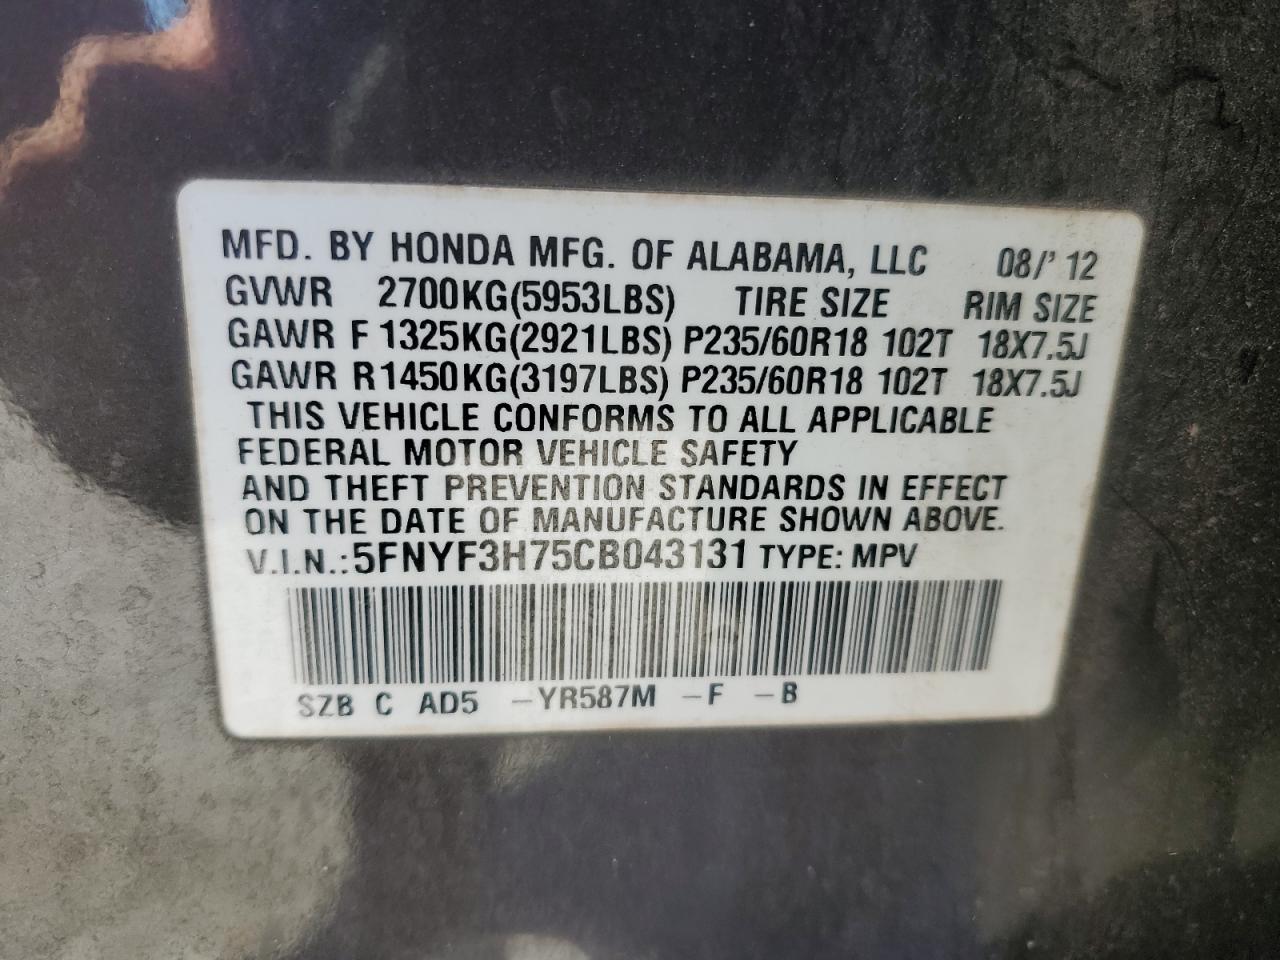 MFD. BY HONDA MFG. OF ALABAMA, LLC 08/' 12
GVWR 2700KG(5953LBS) TIRE SIZE RIM SIZE
GAWR F 1325KG(2921LBS) P235/60R18 102T 18X7.5J
GAWR R1450KG(3197LBS) P235/60R18 102T 18X7.5J
THIS VEHICLE CONFORMS TO ALL APPLICABLE
FEDERAL MOTOR VEHICLE SAFETY
AND THEFT PREVENTION STANDARDS IN EFFECT
ON THE DATE OF MANUFACTURE SHOWN ABOVE.
V.I.N.:5FNYF3H75CB043131 TYPE: MPV
SZB C AD5 -YR587M -F -B